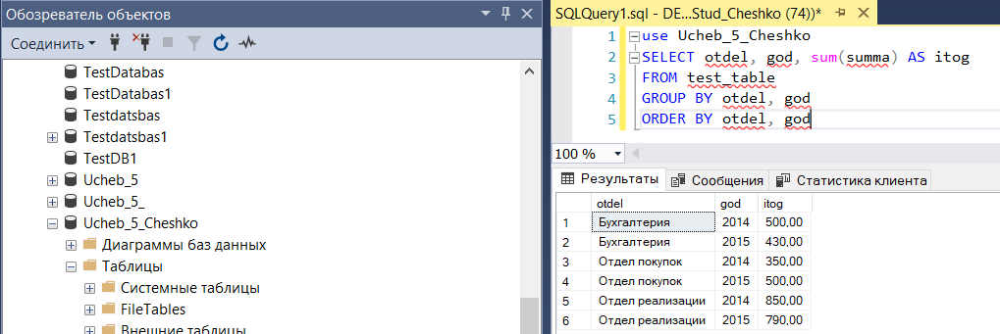 Обозреватель объектов
Соединить
TestDatabas
TestDatabas1
Testdatsbas
Testdatsbas1
TestDB1
Ucheb_5
Ucheb_5_
Ucheb_5_Cheshko
Диаграммы баз данных
Таблицы
Системные таблицы
FileTables
Внешние таблицы
SQLQuery1.sql - DE...Stud_Cheshko (74))*
1 use Ucheb_5_Cheshko
2 SELECT otdel, god, sum(summa) AS itog
3 FROM test_table
4 GROUP BY otdel, god
5 ORDER BY otdel, god
100 %
Результаты Сообщения Статистика клиента
otdel god itog
1 Бухгалтерия 2014 500,00
2 Бухгалтерия 2015 430,00
3 Отдел покупок 2014 350,00
4 Отдел покупок 2015 500,00
5 Отдел реализации 2014 850,00
6 Отдел реализации 2015 790,00